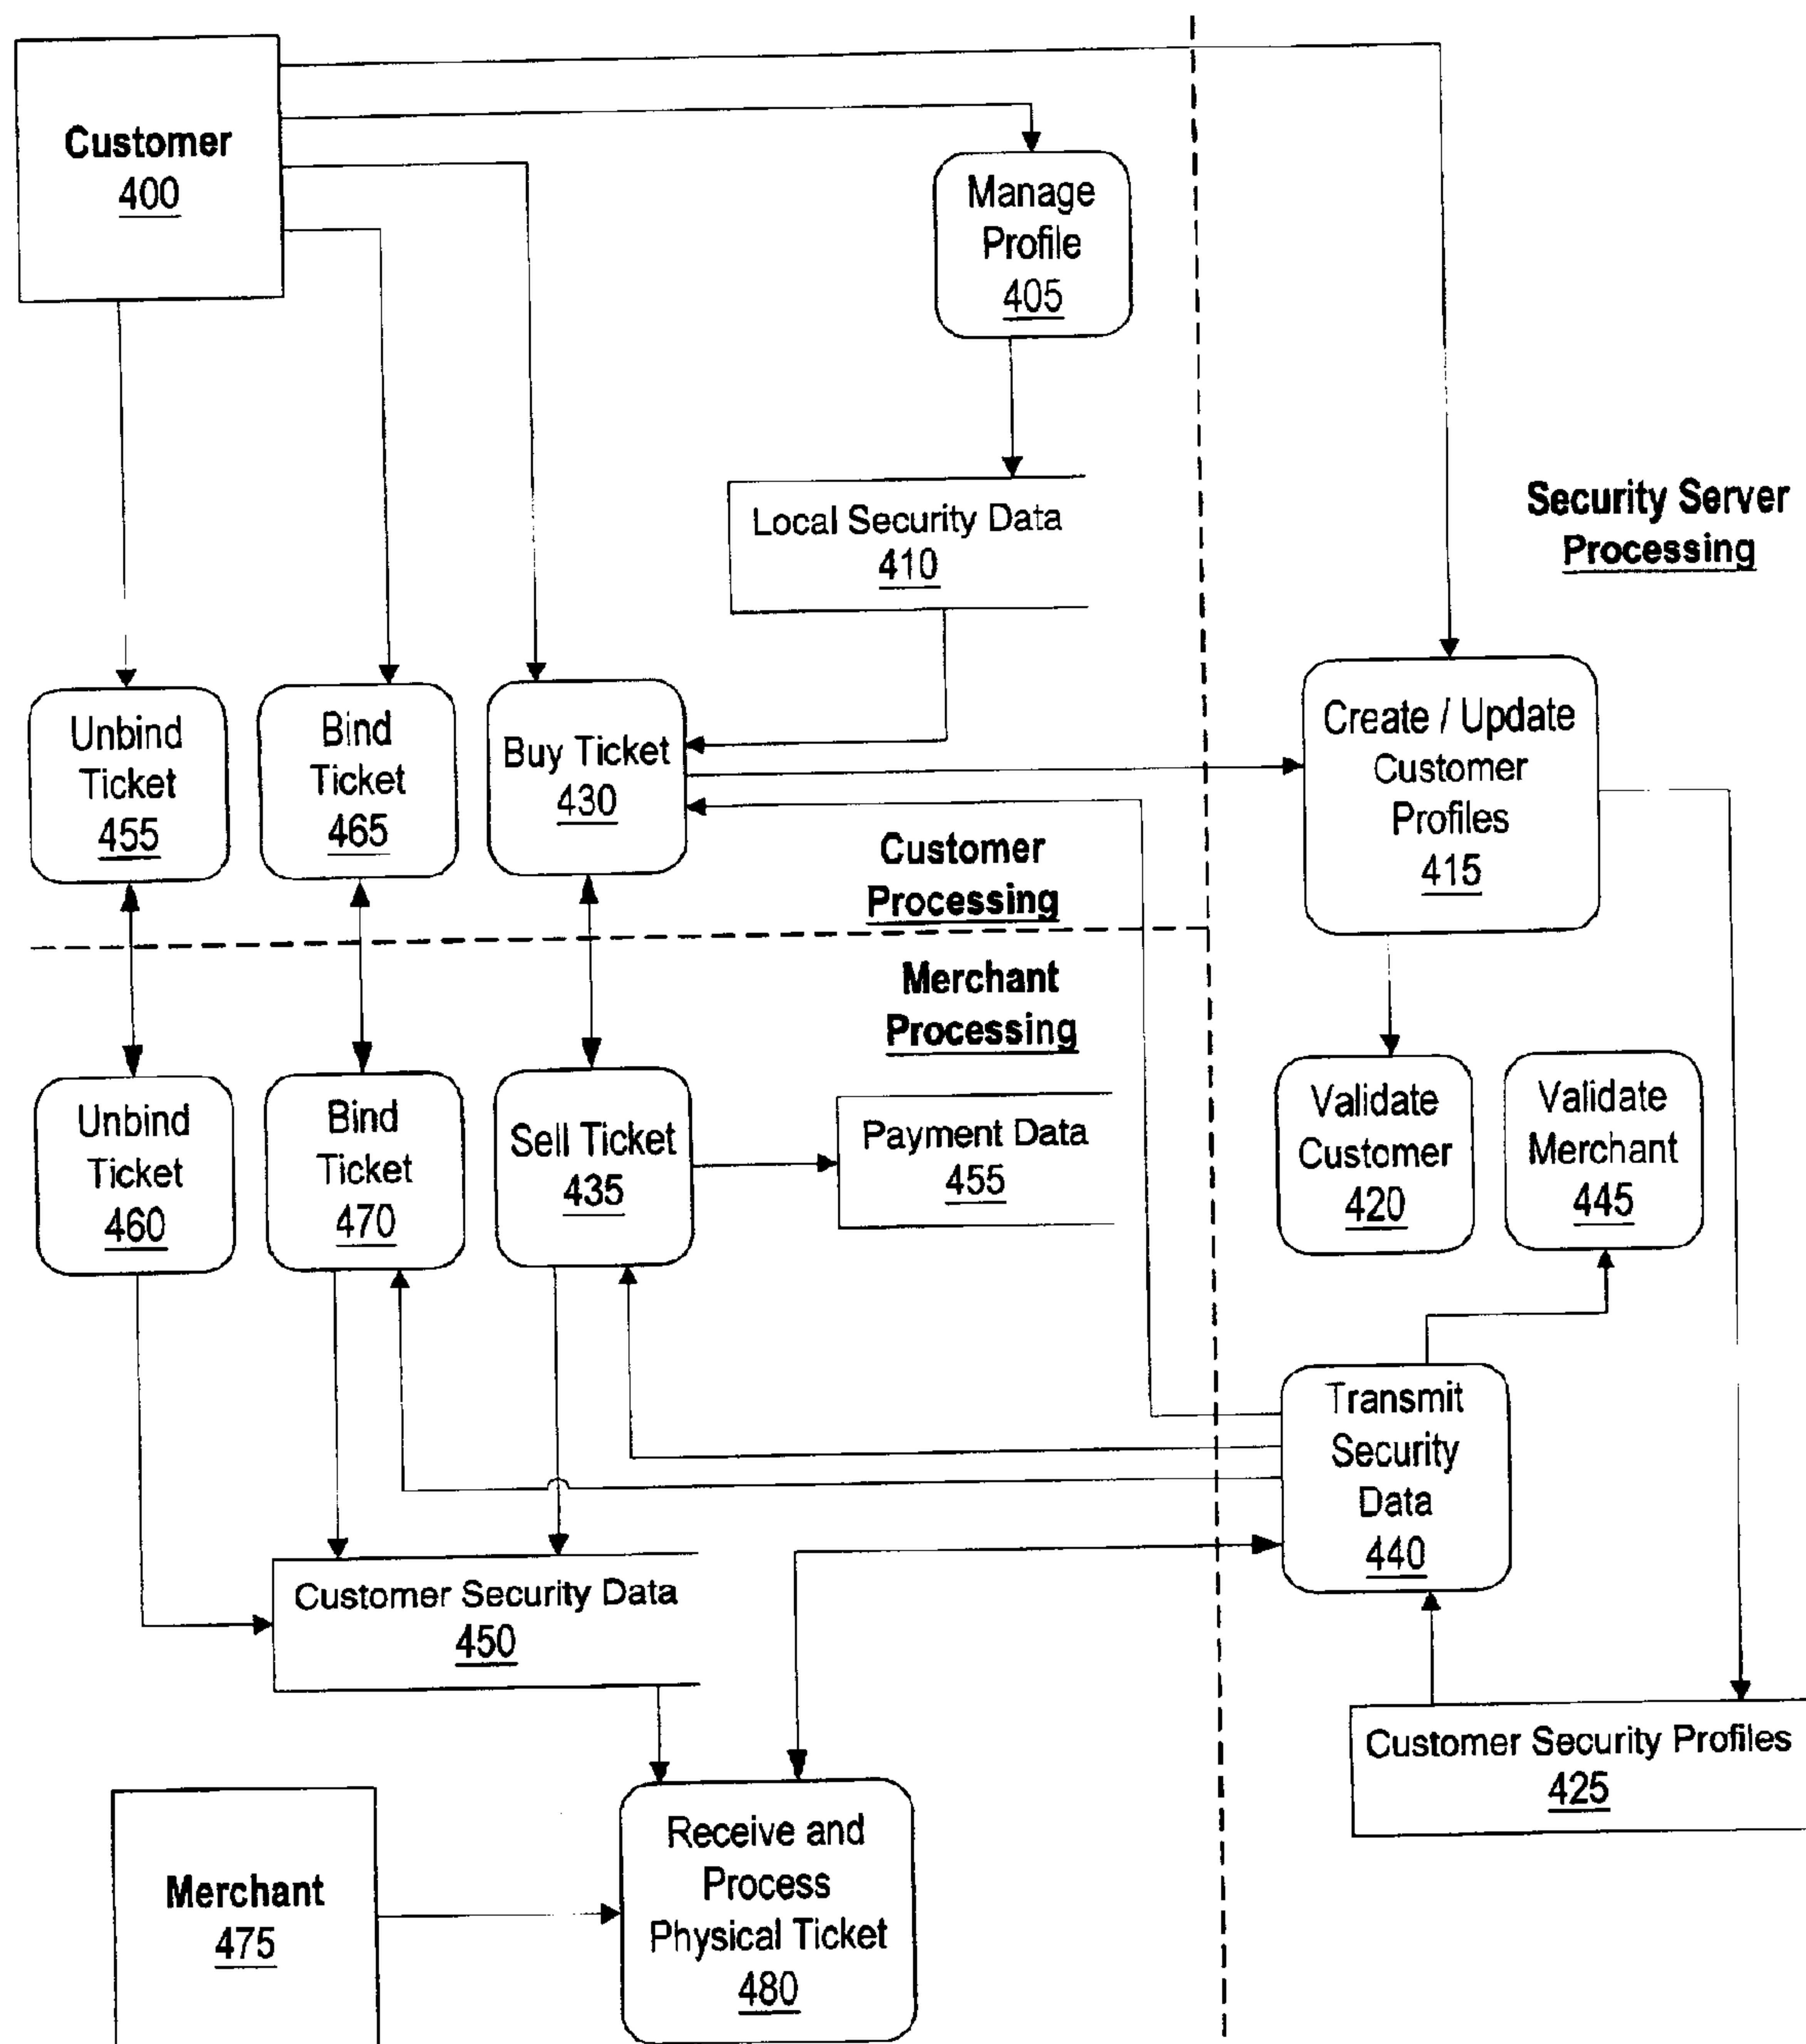 Customer
400
Manage
Profile
405
Local Security Data
410
Security Server
Processing
Unbind
Ticket
455
Bind
Ticket
465
Buy Ticket
430
Create / Update
Customer
Profiles
415
Customer
Processing
Merchant
Processing
Unbind
Ticket
460
Bind
Ticket
470
Sell Ticket
435
Payment Data
455
Validate
Customer
420
Validate
Merchant
445
Transmit
Security
Data
440
Customer Security Data
450
Customer Security Profiles
425
Merchant
475
Receive and
Process
Physical Ticket
480